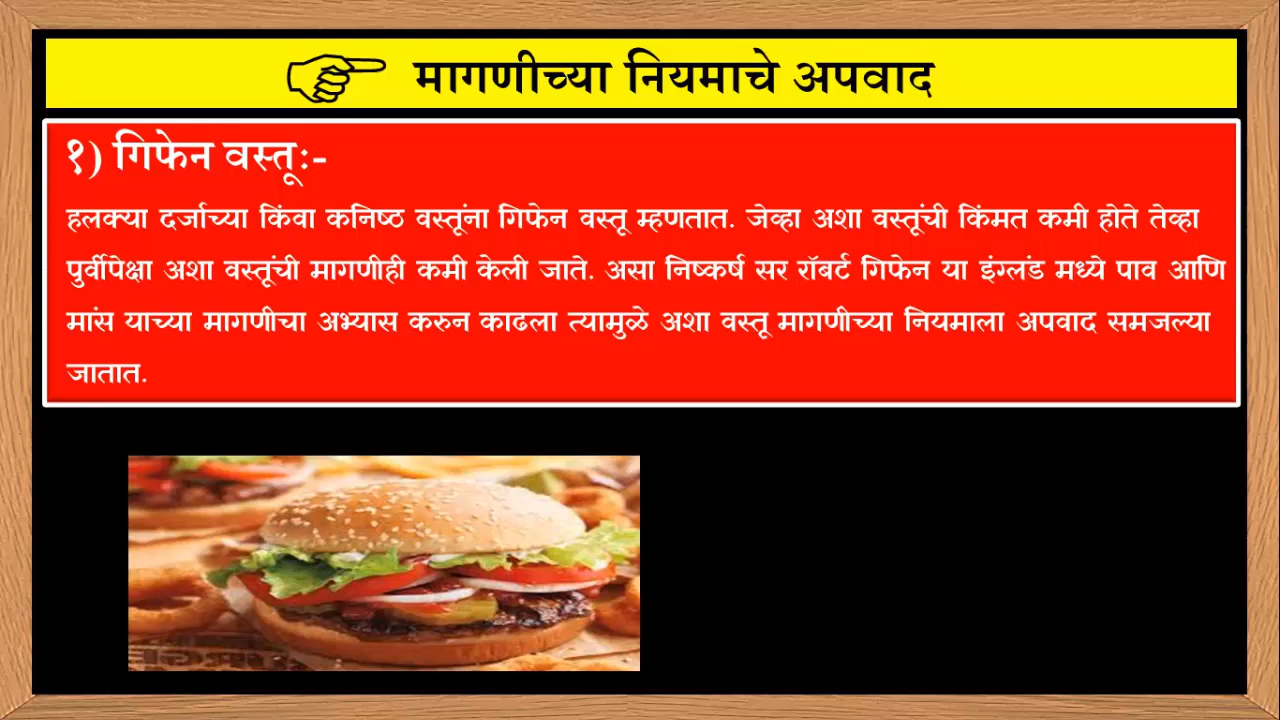 मागणीच्या नियमाचे अपवाद
१) गिफेन वस्तूः-
हलक्या दर्जाच्या किंवा कनिष्ठ वस्तूंना गिफेन वस्तू म्हणतात. जेव्हा अशा वस्तूंची किंमत कमी होते तेव्हा
पुर्वीपेक्षा अशा वस्तूंची मागणीही कमी केली जाते. असा निष्कर्ष सर रॉबर्ट गिफेन या इंग्लंड मध्ये पाव आणि
मांस याच्या मागणीचा अभ्यास करुन काढला त्यामुळे अशा वस्तू मागणीच्या नियमाला अपवाद समजल्या
जातात.